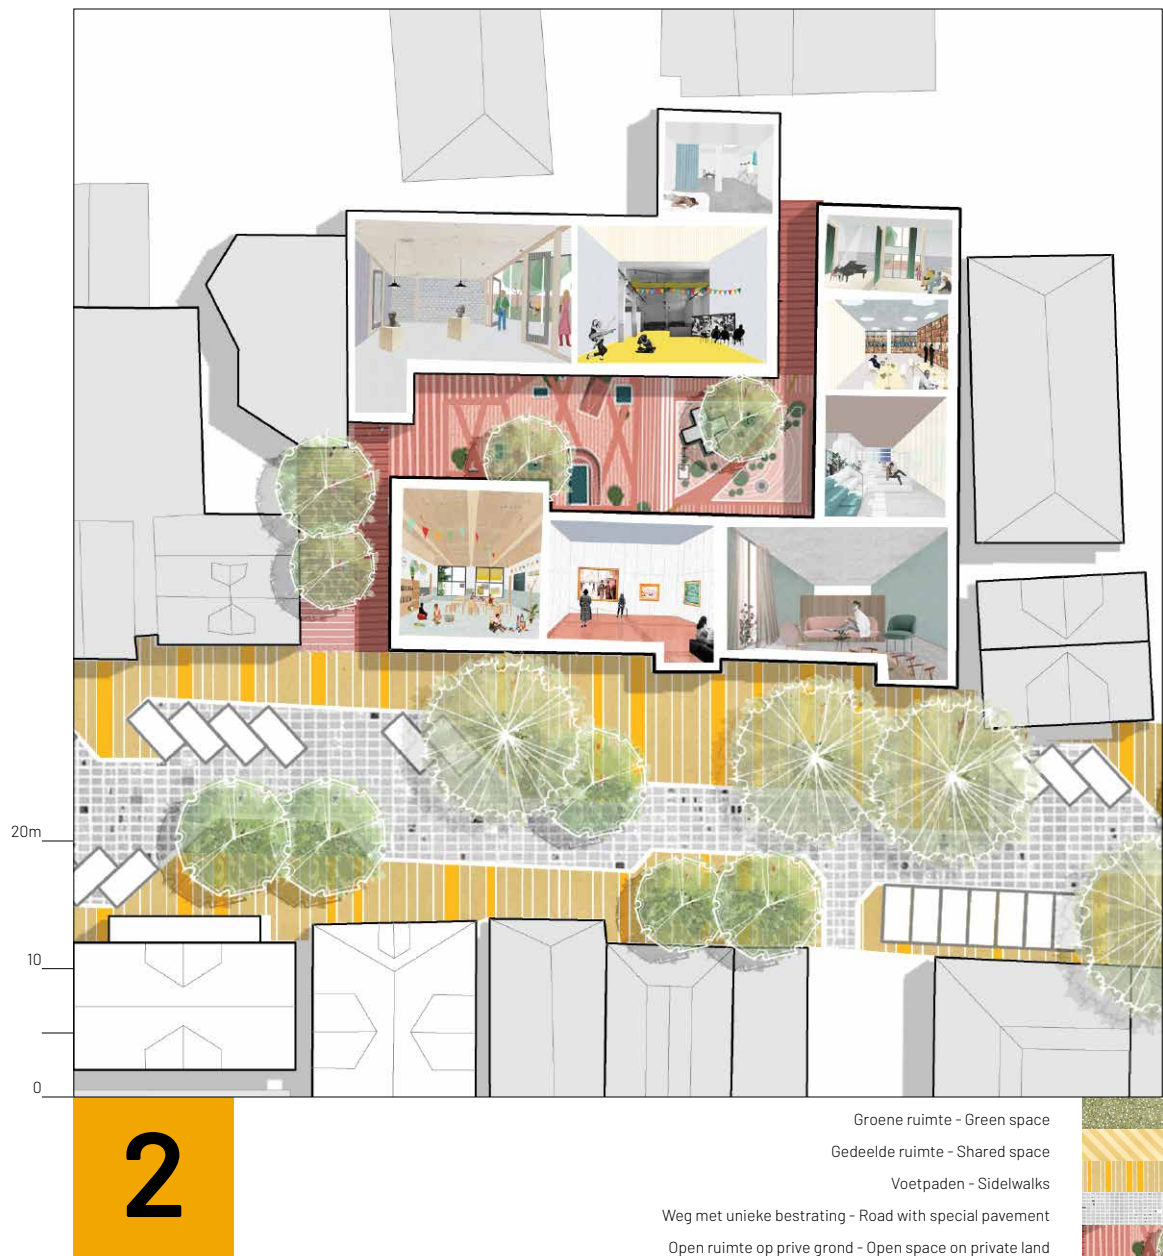 20m
10
0
2
Groene ruimte - Green space
Gedeelde ruimte - Shared space
Voetpaden - Sidelwalks
Weg met unieke bestrating - Road with special pavement
Open ruimte op prive grond - Open space on private land